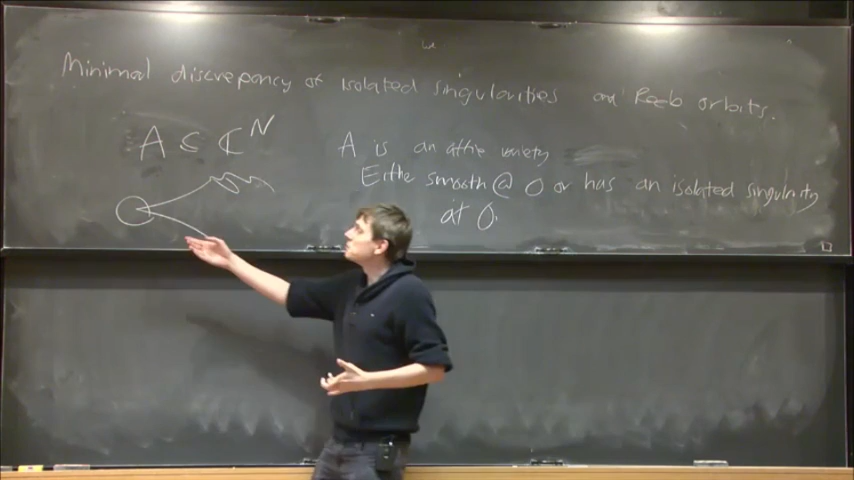 Minimal discrepancy of isolated singularities and Reeb orbits.
A ⊂ ℂ^N
A is an affine variety
Either smooth @ 0 or has an isolated singularity
at 0.